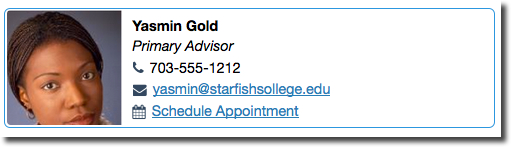 Yasmin Gold
Primary Advisor
703-555-1212
yasmin@starfishsollege.edu
Schedule Appointment